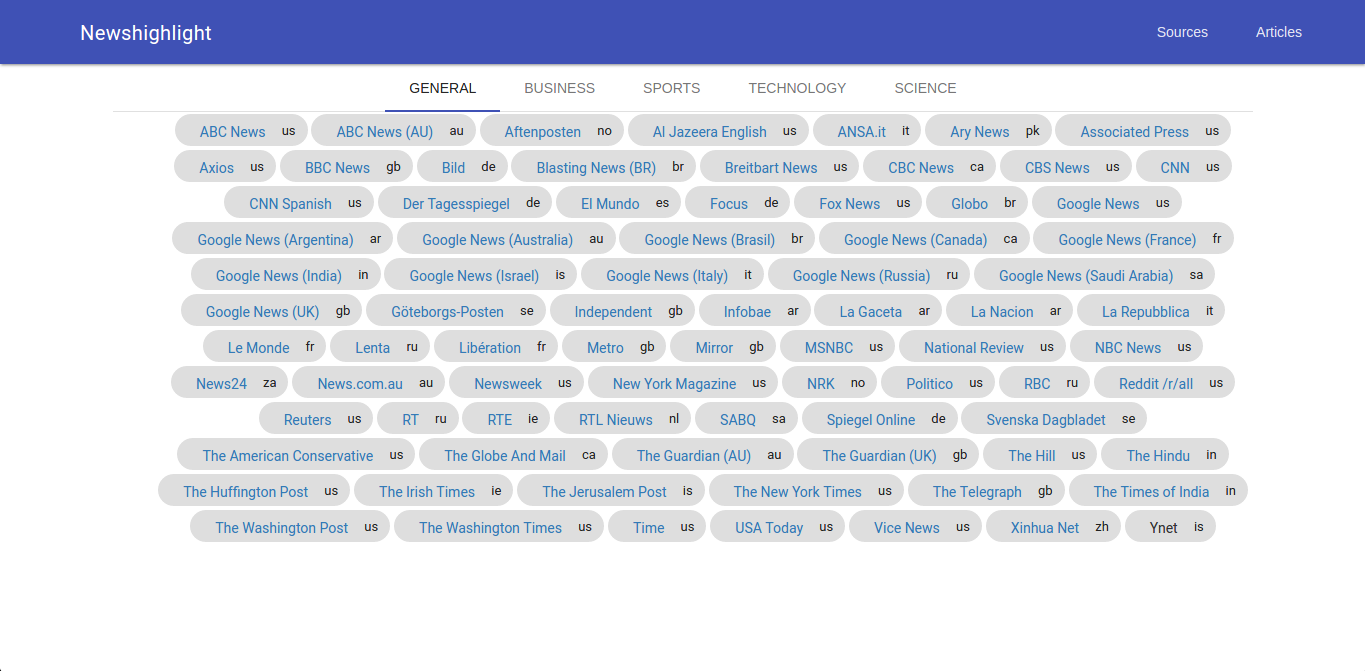 Newshighlight Sources Articles
GENERAL BUSINESS SPORTS TECHNOLOGY SCIENCE
ABC News us ABC News (AU) au Aftenposten no Al Jazeera English us ANSA.it it Ary News pk Associated Press us
Axios us BBC News gb Bild de Blasting News (BR) br Breitbart News us CBC News ca CBS News us CNN us
CNN Spanish us Der Tagesspiegel de El Mundo es Focus de Fox News us Globo br Google News us
Google News (Argentina) ar Google News (Australia) au Google News (Brasil) br Google News (Canada) ca Google News (France) fr
Google News (India) in Google News (Israel) is Google News (Italy) it Google News (Russia) ru Google News (Saudi Arabia) sa
Google News (UK) gb Göteborgs-Posten se Independent gb Infobae ar La Gaceta ar La Nacion ar La Repubblica it
Le Monde fr Lenta ru Libération fr Metro gb Mirror gb MSNBC us National Review us NBC News us
News24 za News.com.au au Newsweek us New York Magazine us NRK no Politico us RBC ru Reddit /r/all us
Reuters us RT ru RTE ie RTL Nieuws nl SABQ sa Spiegel Online de Svenska Dagbladet se
The American Conservative us The Globe And Mail ca The Guardian (AU) au The Guardian (UK) gb The Hill us The Hindu in
The Huffington Post us The Irish Times ie The Jerusalem Post is The New York Times us The Telegraph gb The Times of India in
The Washington Post us The Washington Times us Time us USA Today us Vice News us Xinhua Net zh Ynet is